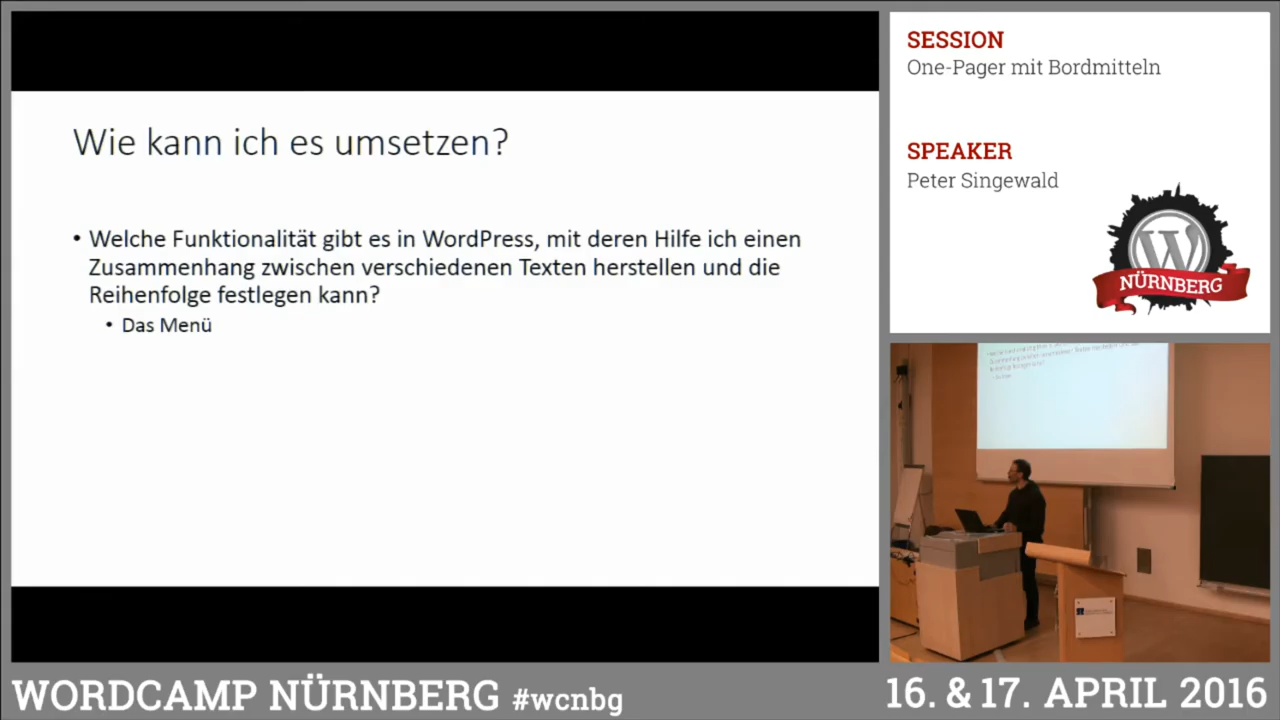 Wie kann ich es umsetzen?
• Welche Funktionalität gibt es in WordPress, mit deren Hilfe ich einen
Zusammenhang zwischen verschiedenen Texten herstellen und die
Reihenfolge festlegen kann?
• Das Menü
SESSION
One-Pager mit Bordmitteln
SPEAKER
Peter Singewald
W
NÜRNBERG
WORDCAMP NÜRNBERG #wcnbg
16. & 17. APRIL 2016